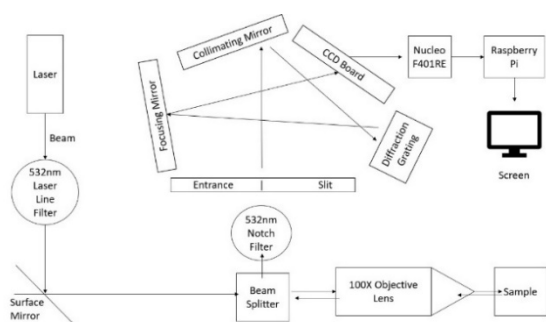 Laser
Beam
532nm
Laser
Line
Filter
Surface
Mirror
Focusing Mirror
Collimating Mirror
CCD Board
Nucleo
F401RE
Raspberry
Pi
Screen
Diffraction
Grating
Entrance
Slit
532nm
Notch
Filter
Beam
Splitter
100X Objective
Lens
Sample